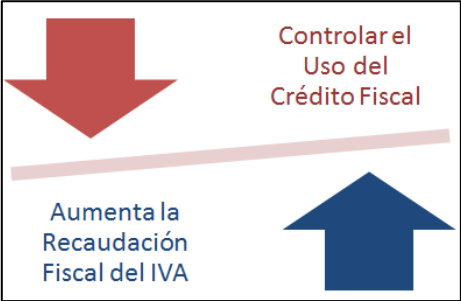 Controlar el
Uso del
Crédito Fiscal
Aumenta la
Recaudación
Fiscal del IVA